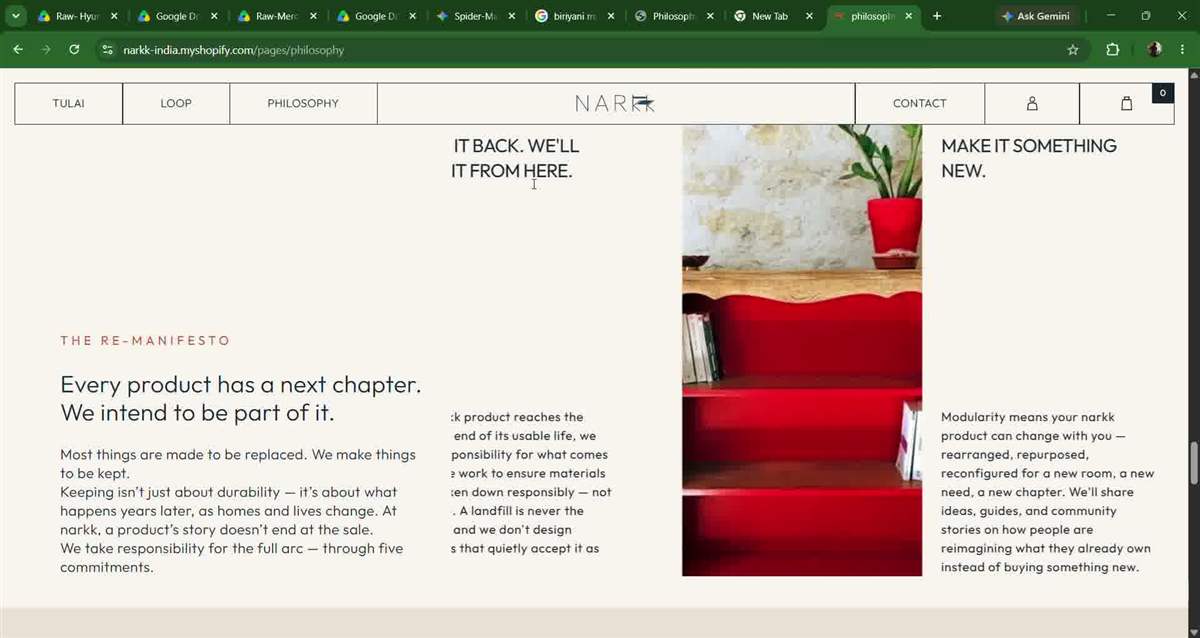 Raw- Hyu
Google D
Raw-Merc
Google D
Spider-Ma
biriyani m
Philosoph
New Tab
philosoph
Ask Gemini
narkk-india.myshopify.com/pages/philosophy
TULAI
LOOP
PHILOSOPHY
NARKK
CONTACT
0
IT BACK. WE'LL
IT FROM HERE.
MAKE IT SOMETHING
NEW.
THE RE-MANIFESTO
Every product has a next chapter.
We intend to be part of it.
Most things are made to be replaced. We make things
to be kept.
Keeping isn't just about durability — it's about what
happens years later, as homes and lives change. At
narkk, a product's story doesn't end at the sale.
We take responsibility for the full arc — through five
commitments.
kk product reaches the
end of its usable life, we
ponsibility for what comes
e work to ensure materials
ken down responsibly — not
. A landfill is never the
and we don't design
s that quietly accept it as
Modularity means your narkk
product can change with you —
rearranged, repurposed,
reconfigured for a new room, a new
need, a new chapter. We'll share
ideas, guides, and community
stories on how people are
reimagining what they already own
instead of buying something new.